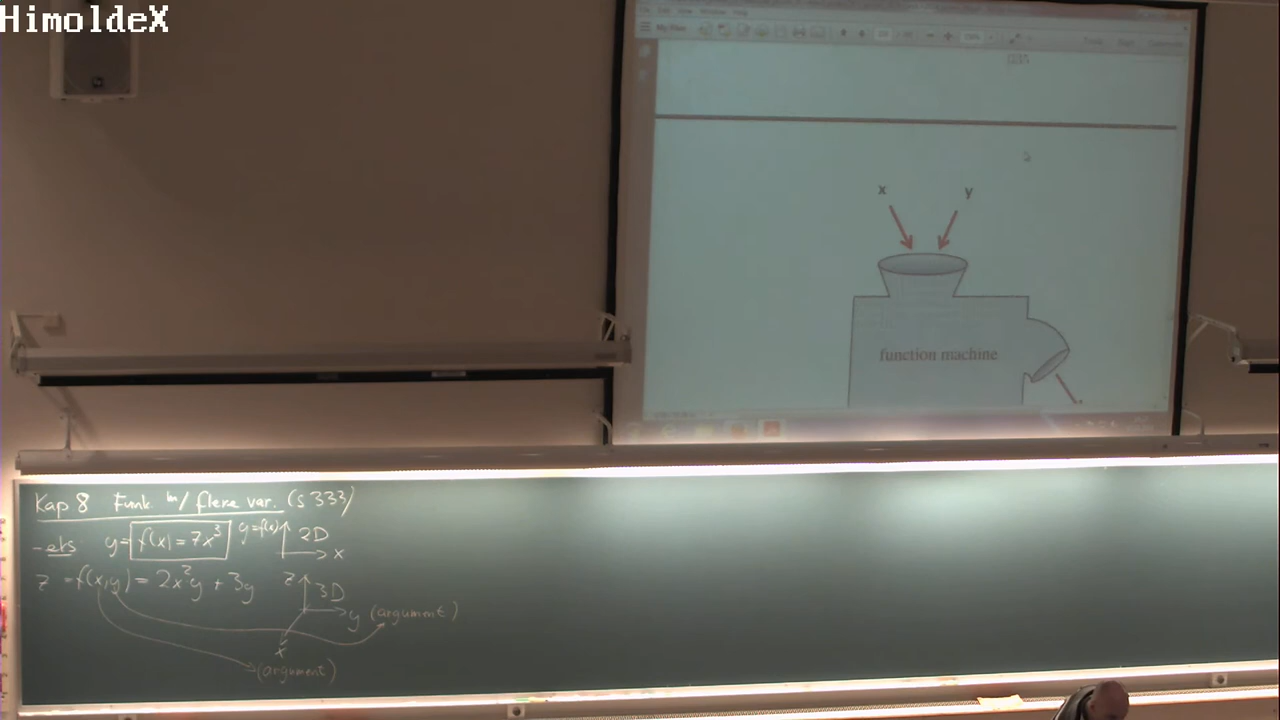 HimoldeX
x y
function machine
Kap 8 Funk. m/ flere var. (s 333)
- eks y = f(x) = 7x³ y=f(x) 2D x
z = f(x,y) = 2x²y + 3y z 3D
y (argument)
x
(argument)